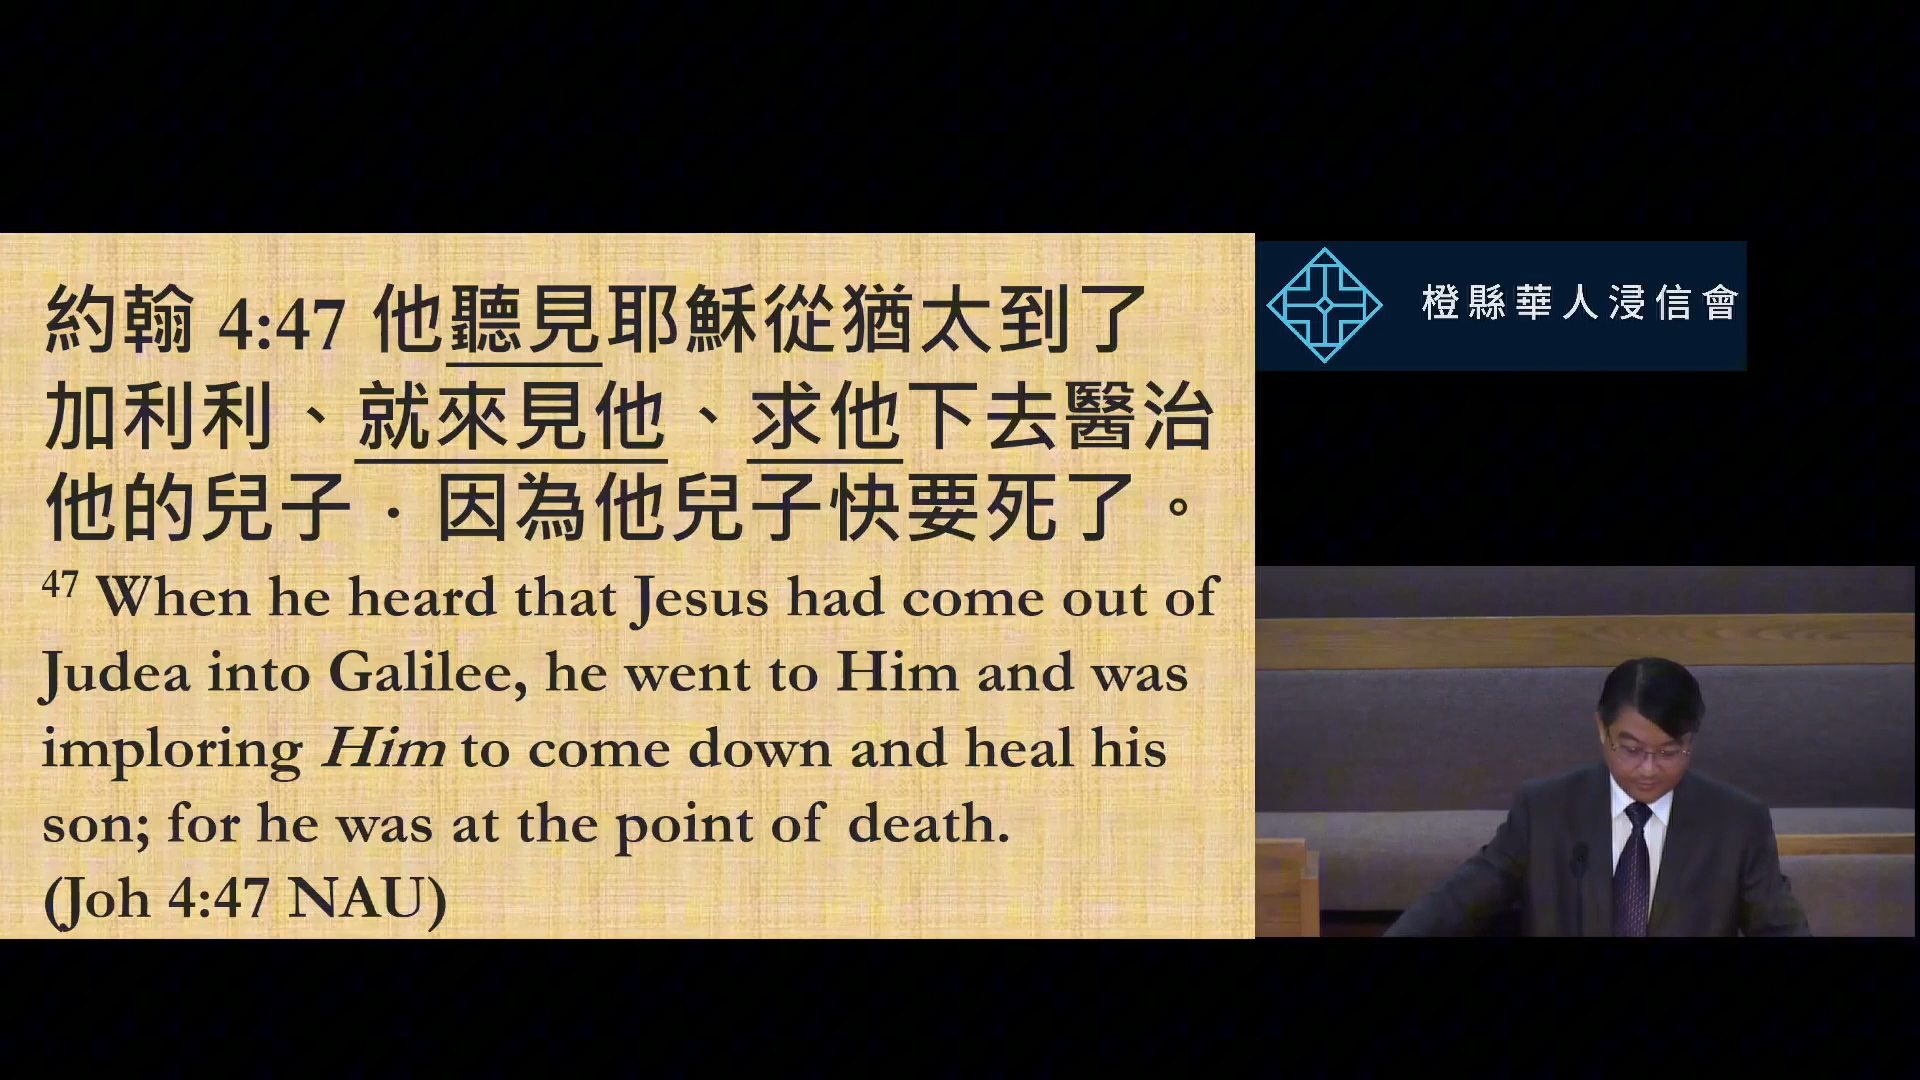 約翰 4:47 他聽見耶穌從猶太到了
加利利、就來見他、求他下去醫治
他的兒子．因為他兒子快要死了。
47 When he heard that Jesus had come out of
Judea into Galilee, he went to Him and was
imploring Him to come down and heal his
son; for he was at the point of death.
(Joh 4:47 NAU)
橙縣華人浸信會